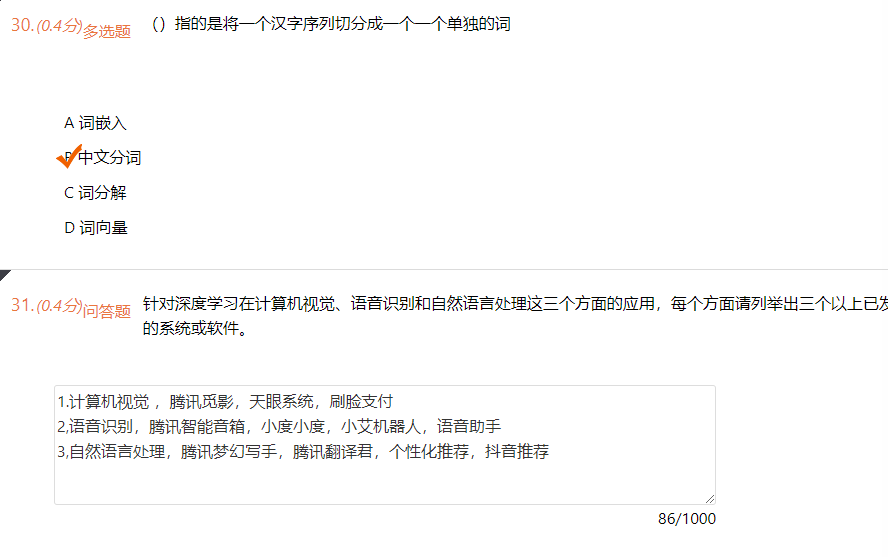 30.(0.4分)多选题 （）指的是将一个汉字序列切分成一个一个单独的词
A 词嵌入
B 中文分词
C 词分解
D 词向量
31.(0.4分)问答题 针对深度学习在计算机视觉、语音识别和自然语言处理这三个方面的应用，每个方面请列举出三个以上已发
的系统或软件。
1.计算机视觉 ，腾讯觅影，天眼系统，刷脸支付
2,语音识别，腾讯智能音箱，小度小度，小艾机器人，语音助手
3,自然语言处理，腾讯梦幻写手，腾讯翻译君，个性化推荐，抖音推荐
86/1000